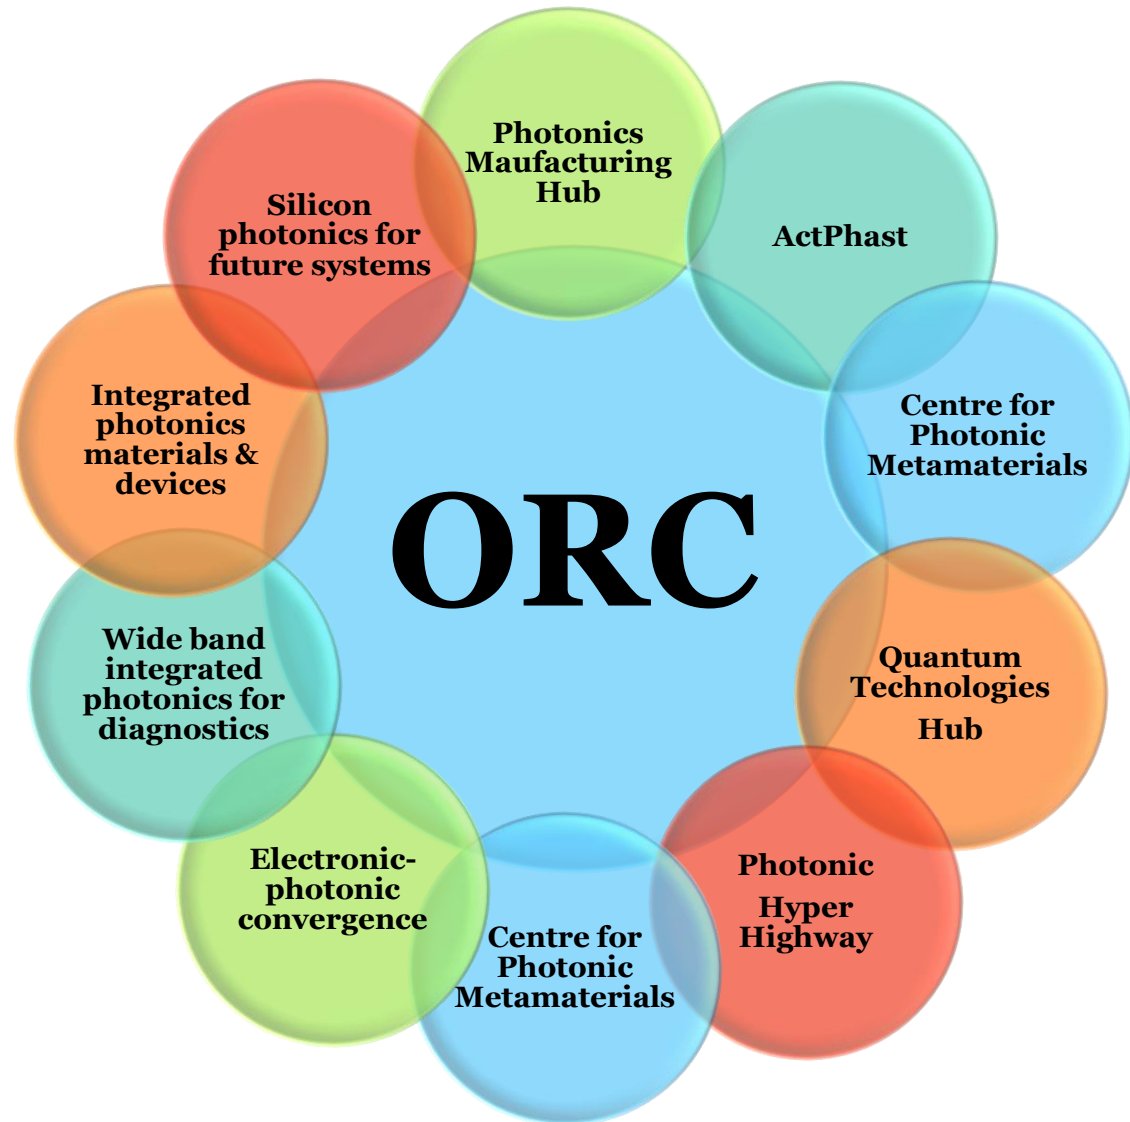 Photonics
Maufacturing
Hub
ActPhast
Centre for
Photonic
Metamaterials
Quantum
Technologies
Hub
Photonic
Hyper
Highway
Centre for
Photonic
Metamaterials
Electronic-
photonic
convergence
Wide band
integrated
photonics for
diagnostics
Integrated
photonics
materials &
devices
Silicon
photonics for
future systems
ORC